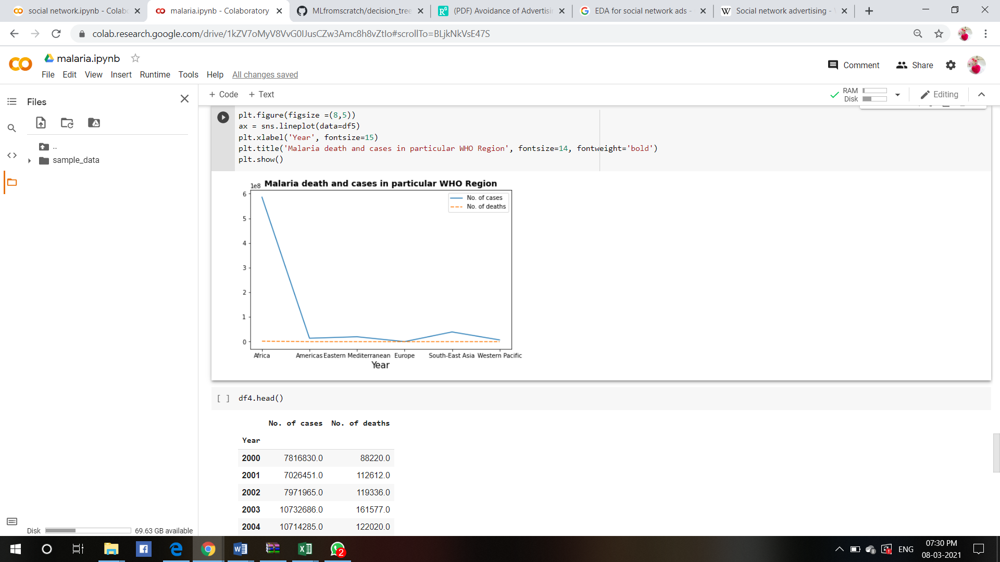 social network.ipynb - Colab
malaria.ipynb - Colaboratory
MLfromscratch/decision_tree
(PDF) Avoidance of Advertisi
EDA for social network ads -
Social network advertising -
colab.research.google.com/drive/1kZV7oMyV8VvG0IJusCZw3Amc8h8vZtIo#scrollTo=BLjkNkVsE47S
malaria.ipynb
File Edit View Insert Runtime Tools Help All changes saved
Comment
Share
Files
+ Code + Text
RAM
Disk
Editing
..
sample_data
plt.figure(figsize =(8,5))
ax = sns.lineplot(data=df5)
plt.xlabel('Year', fontsize=15)
plt.title('Malaria death and cases in particular WHO Region', fontsize=14, fontweight='bold')
plt.show()
1e8 Malaria death and cases in particular WHO Region
No. of cases
No. of deaths
6
5
4
3
2
1
0
Africa Americas Eastern Mediterranean Europe South-East Asia Western Pacific
Year
[ ] df4.head()
No. of cases No. of deaths
Year
2000 7816830.0 88220.0
2001 7026451.0 112612.0
2002 7971965.0 119336.0
2003 10732686.0 161577.0
2004 10714285.0 122020.0
Disk 69.63 GB available
2
ENG
07:30 PM
08-03-2021